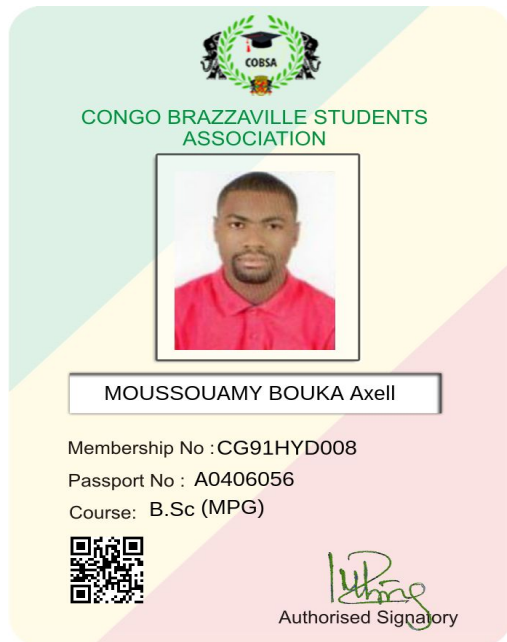 COBSA
CONGO BRAZZAVILLE STUDENTS
ASSOCIATION
MOUSSOUAMY BOUKA Axell
Membership No : CG91HYD008
Passport No : A0406056
Course: B.Sc (MPG)
Authorised Signatory